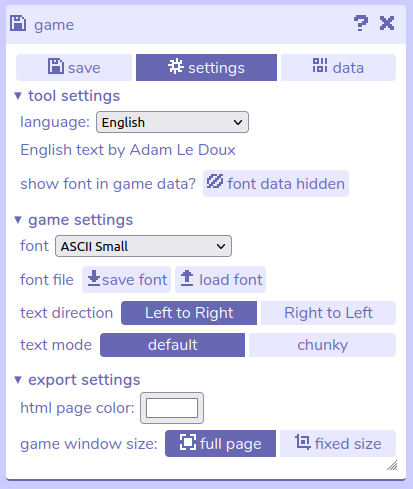 game
save settings data
tool settings
language: English
English text by Adam Le Doux
show font in game data? font data hidden
game settings
font ASCII Small
font file save font load font
text direction Left to Right Right to Left
text mode default chunky
export settings
html page color:
game window size: full page fixed size